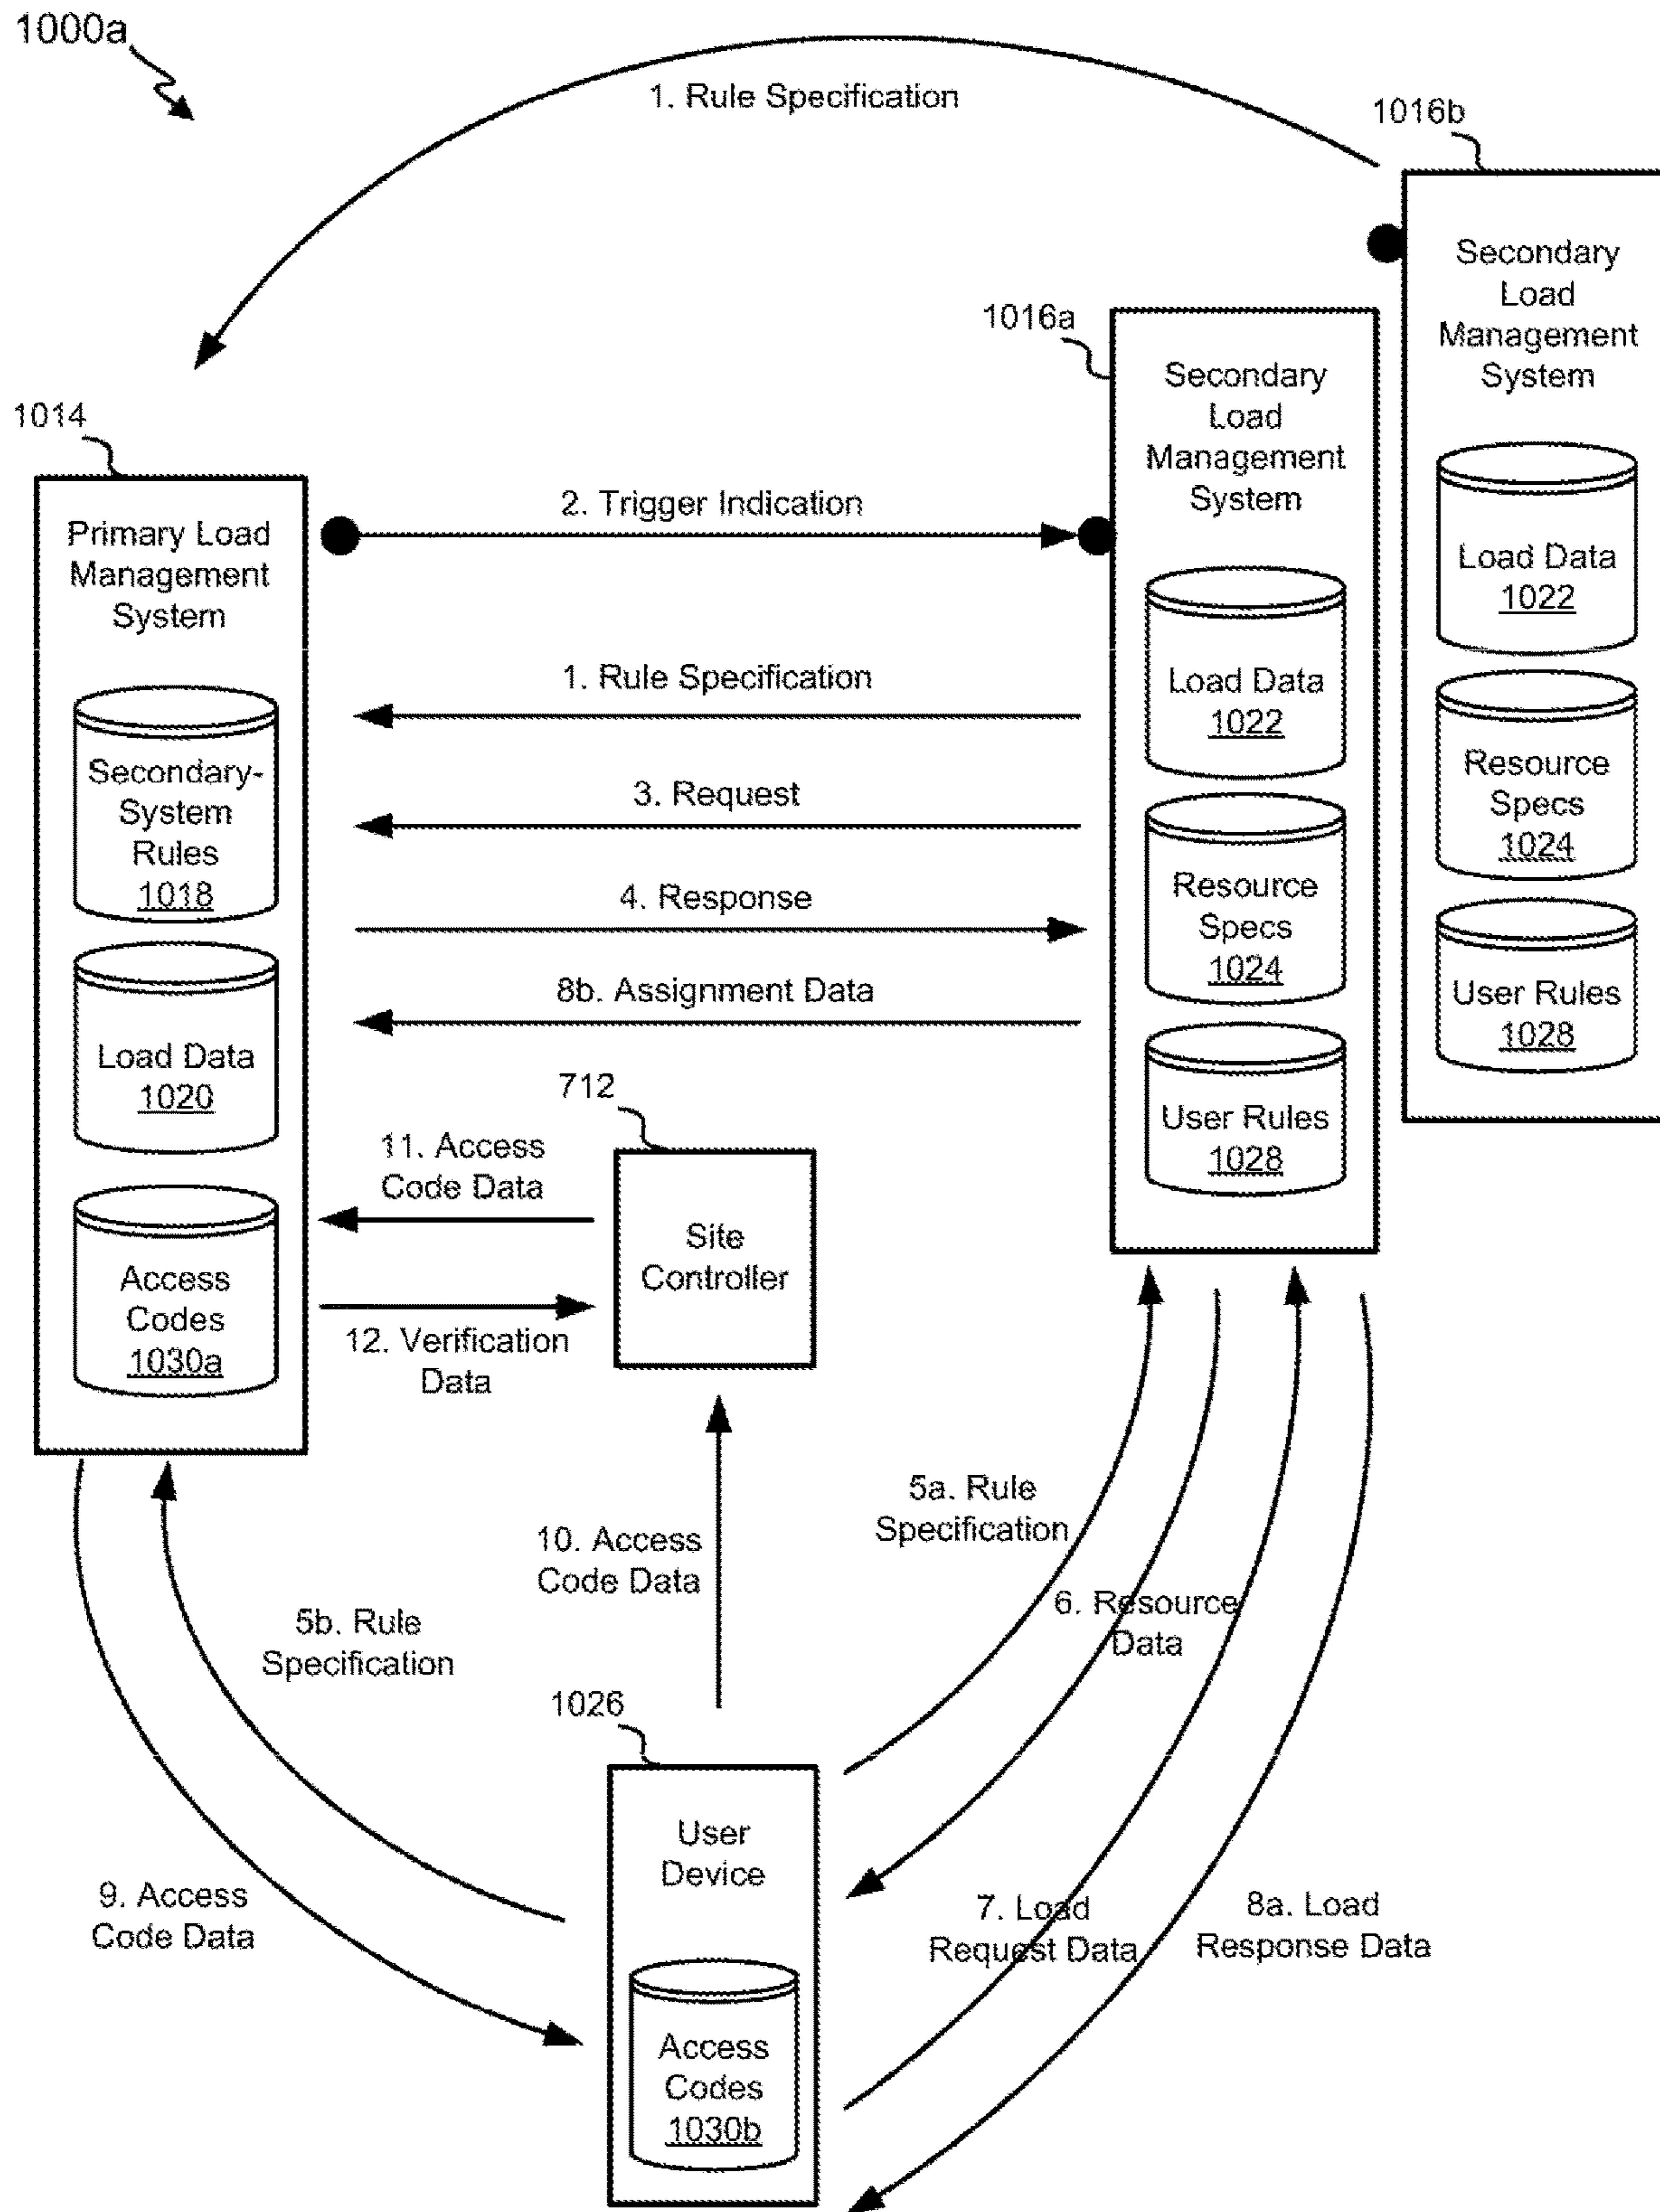 1000a
1. Rule Specification
1016b
Secondary
Load
Management
System
Load Data
1022
Resource
Specs
1024
User Rules
1028
1016a
Secondary
Load
Management
System
Load Data
1022
Resource
Specs
1024
User Rules
1028
1014
Primary Load
Management
System
Secondary-
System
Rules
1018
Load Data
1020
Access
Codes
1030a
2. Trigger Indication
1. Rule Specification
3. Request
4. Response
8b. Assignment Data
712
Site
Controller
11. Access
Code Data
12. Verification
Data
10. Access
Code Data
5a. Rule
Specification
6. Resource
Data
5b. Rule
Specification
1026
User
Device
Access
Codes
1030b
9. Access
Code Data
7. Load
Request Data
8a. Load
Response Data